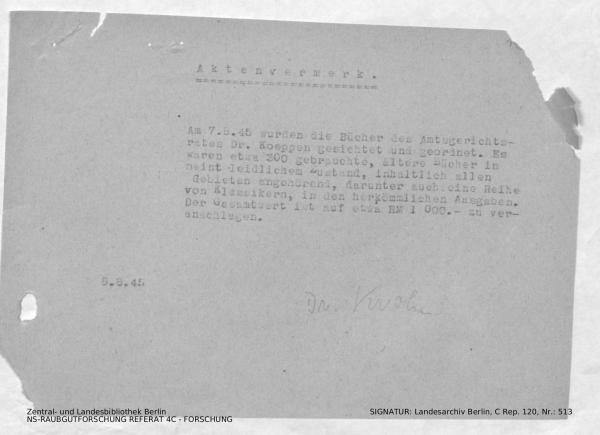 Aktenvermerk.
Am 7.8.45 wurden die Bücher des Amtsgerichts-
rates Dr. Koeppen gesichtet und geordnet. Es
waren etwa 300 gebrauchte, ältere Bücher in
meist leidlichem Zustand, inhaltlich allen
Gebieten angehörend, darunter auch eine Reihe
von Klassikern, in den herkömmlichen Ausgaben.
Der Gesamtwert ist auf etwa RM 1 000.- zu ver-
anschlagen.
8.8.45
Dr.
Zentral- und Landesbibliothek Berlin
NS-RAUBGUTFORSCHUNG REFERAT 4C - FORSCHUNG
SIGNATUR: Landesarchiv Berlin, C Rep. 120, Nr.: 513